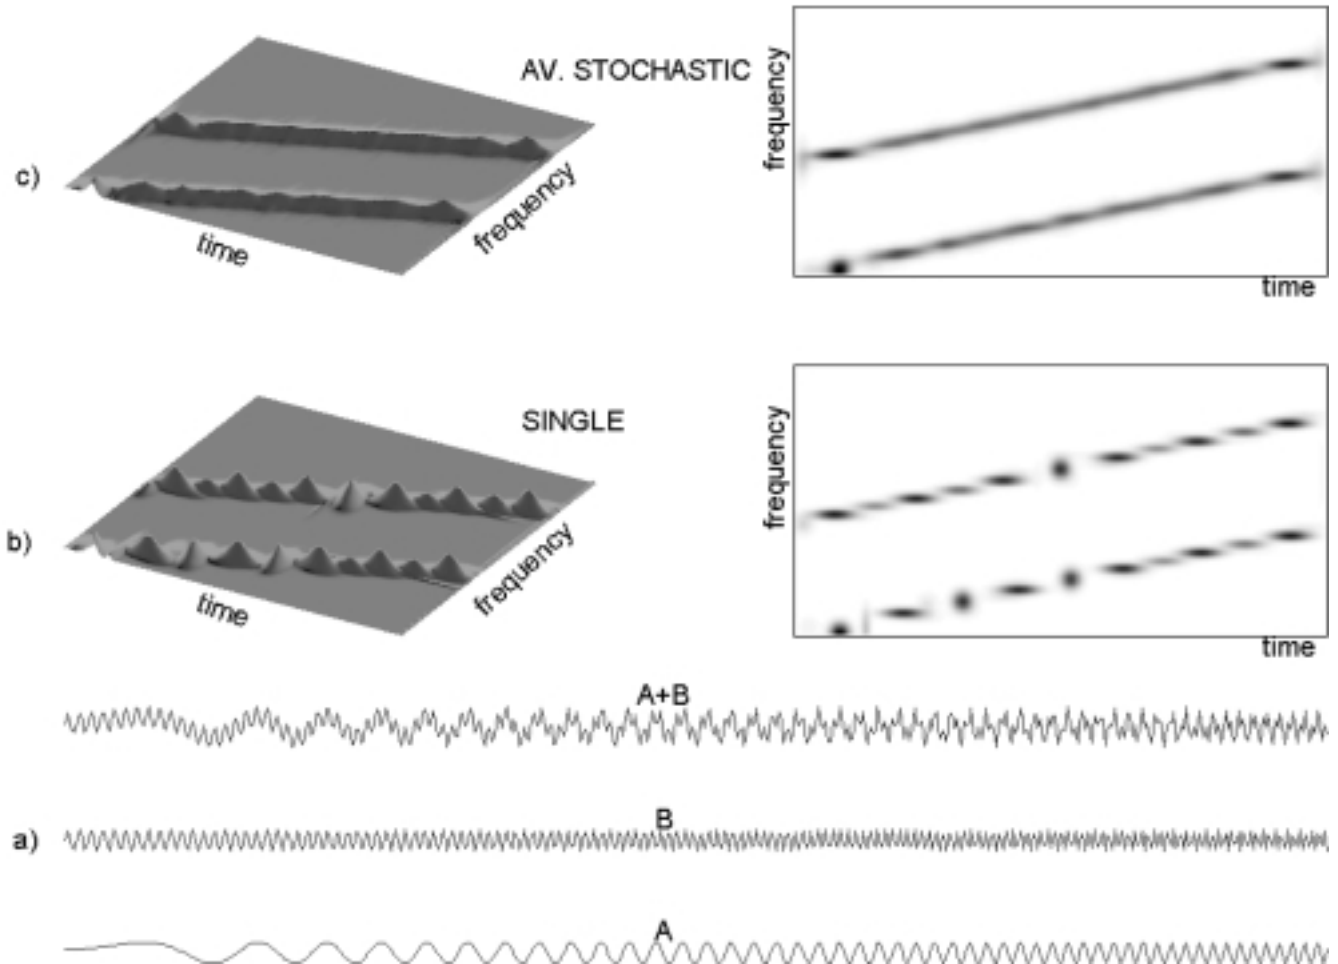 AV. STOCHASTIC
c)
time
frequency
frequency
time
SINGLE
b)
time
frequency
frequency
time
A+B
a)
B
A